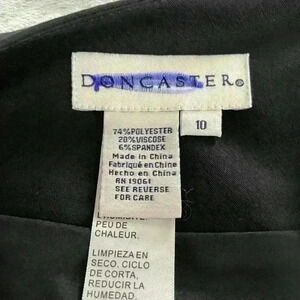 DONCASTER®
10
74%POLYESTER
20%VISCOSE
6%SPANDEX
Made in China
Fabriqué en Chine
Hecho en China
RN 19061
SEE REVERSE
FOR CARE
L'HUMIDITE.
PEU DE
CHALEUR.
LIMPIEZA EN
SECO. CICLO
DE CORTA,
REDUCIR LA
HUMEDAD.